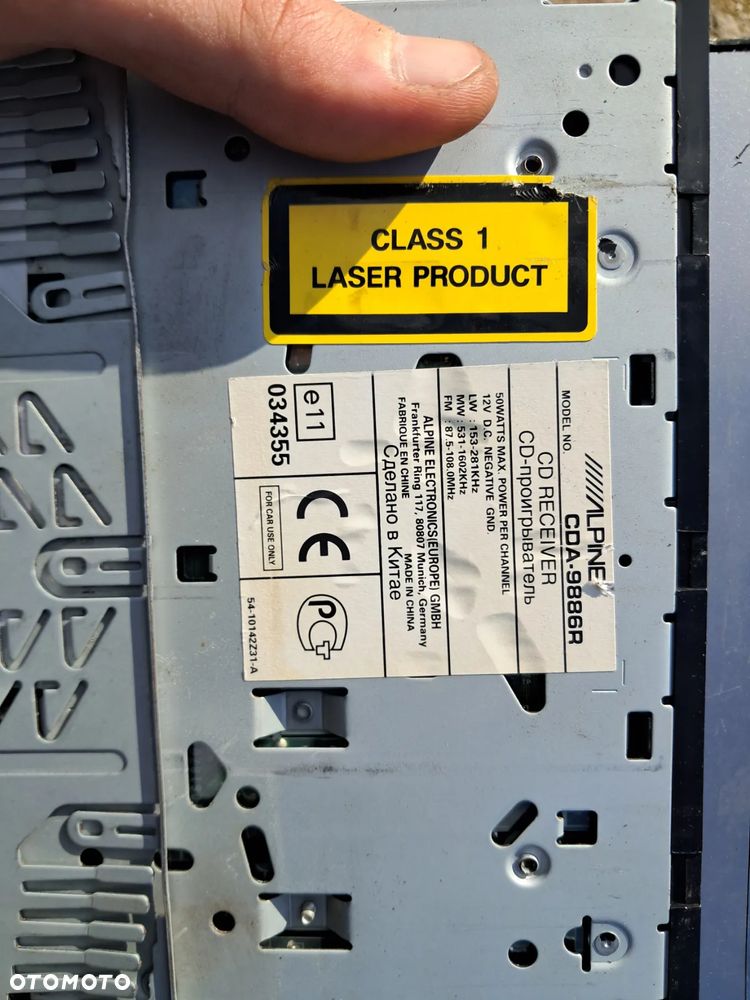 CLASS 1
LASER PRODUCT
ALPINE
MODEL NO. CDA-9886R
CD RECEIVER
CD-проигрыватель
50WATTS MAX. POWER PER CHANNEL
12V D.C. NEGATIVE GND.
LW : 153-281KHz
MW : 531-1602KHz
FM : 87.5-108.0MHz
ALPINE ELECTRONICS(EUROPE) GMBH
Frankfurter Ring 117, 80807 Munich, Germany
FABRIQUE EN CHINE MADE IN CHINA
Сделано в Китае
e11
034355
CE
FOR CAR USE ONLY
PCT
54-10142Z31-A
OTOMOTO